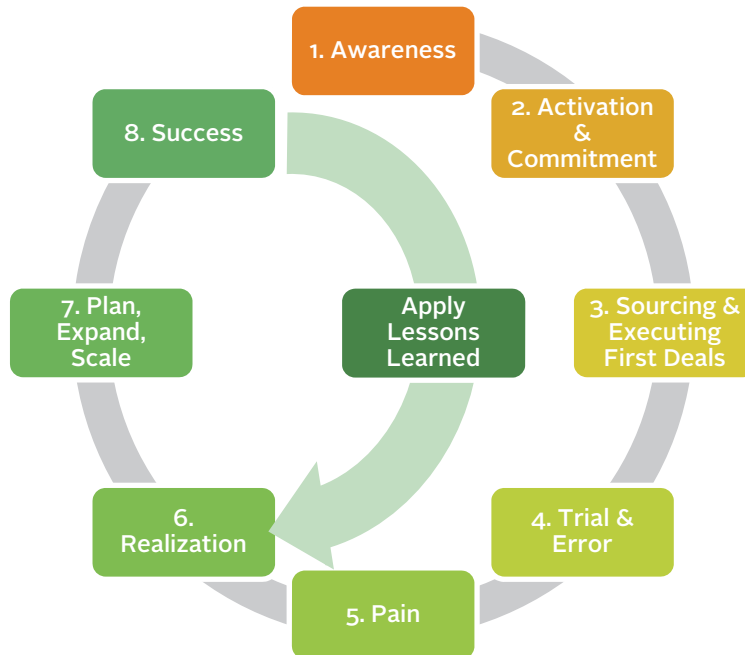 1. Awareness
2. Activation
&
Commitment
3. Sourcing &
Executing
First Deals
4. Trial &
Error
5. Pain
6.
Realization
7. Plan,
Expand,
Scale
8. Success
Apply
Lessons
Learned